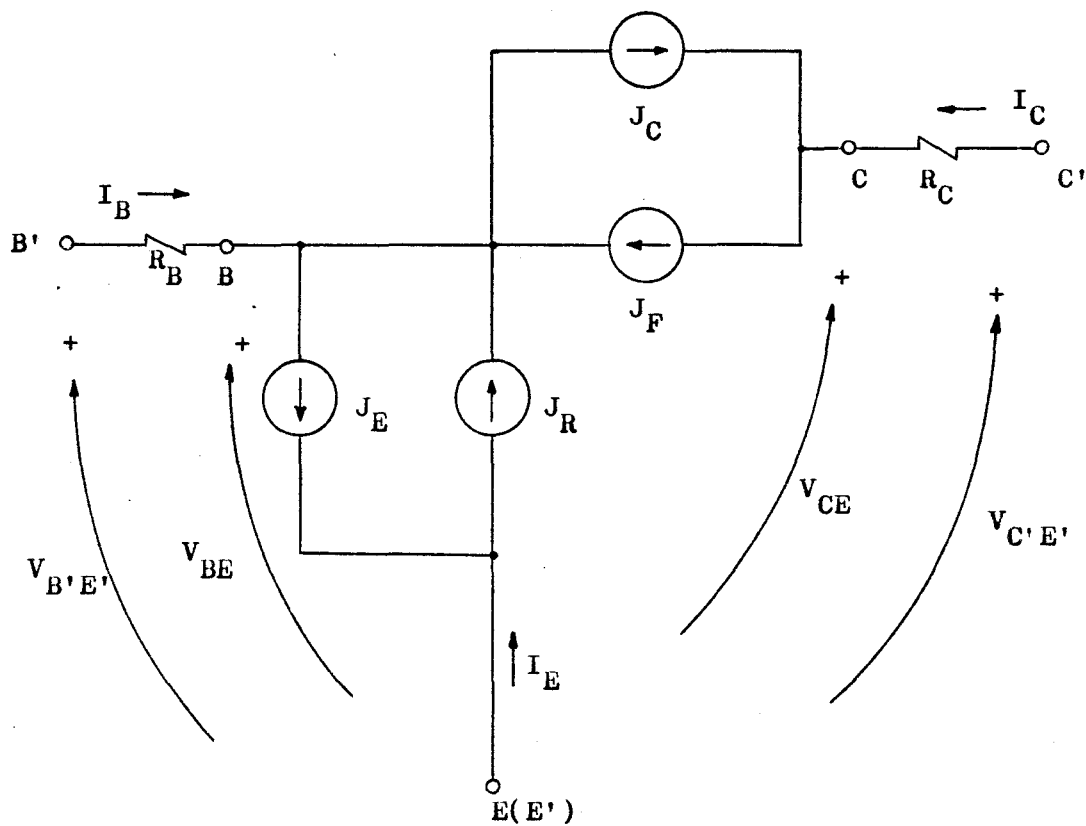 J_C
I_C
C
R_C
C'
I_B
B'
R_B
B
J_F
+
+
+
+
J_E
J_R
V_CE
V_C'E'
V_BE
V_B'E'
I_E
E(E')